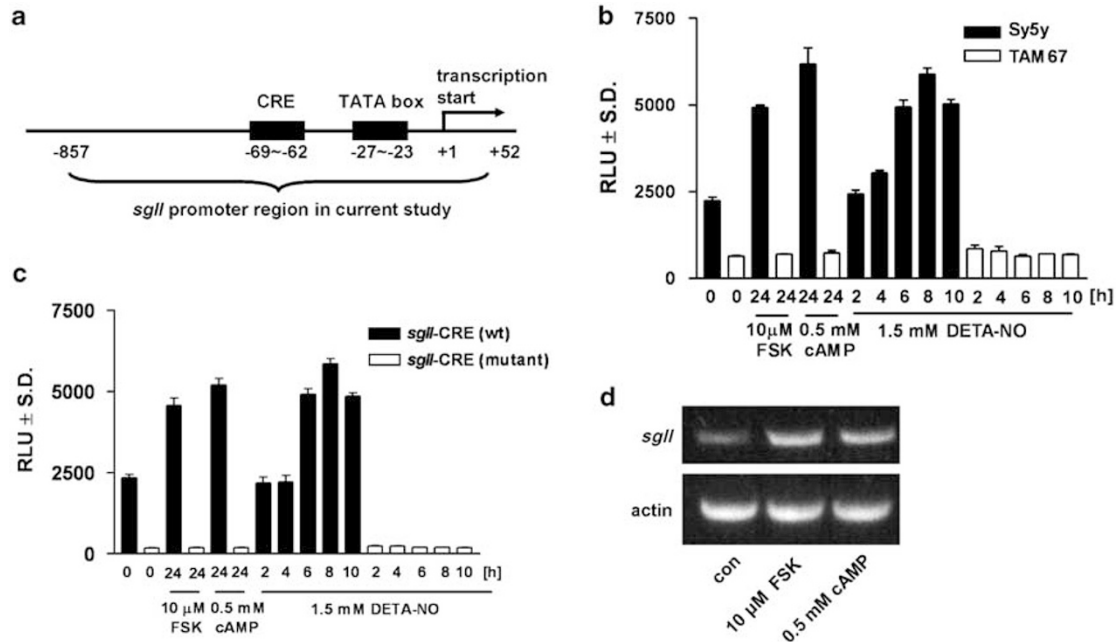 a
transcription
start
CRE
TATA box
-857
-69~-62
-27~-23
+1
+52
sgII promoter region in current study
b
7500
5000
2500
0
RLU ± S.D.
Sy5y
TAM 67
0 0 24 24 24 24 2 4 6 8 10 2 4 6 8 10 [h]
10µM 0.5 mM 1.5 mM DETA-NO
FSK cAMP
c
7500
5000
2500
0
RLU ± S.D.
sgII-CRE (wt)
sgII-CRE (mutant)
0 0 24 24 24 24 2 4 6 8 10 2 4 6 8 10 [h]
10 µM 0.5 mM 1.5 mM DETA-NO
FSK cAMP
d
sgII
actin
con
10 µM FSK
0.5 mM cAMP